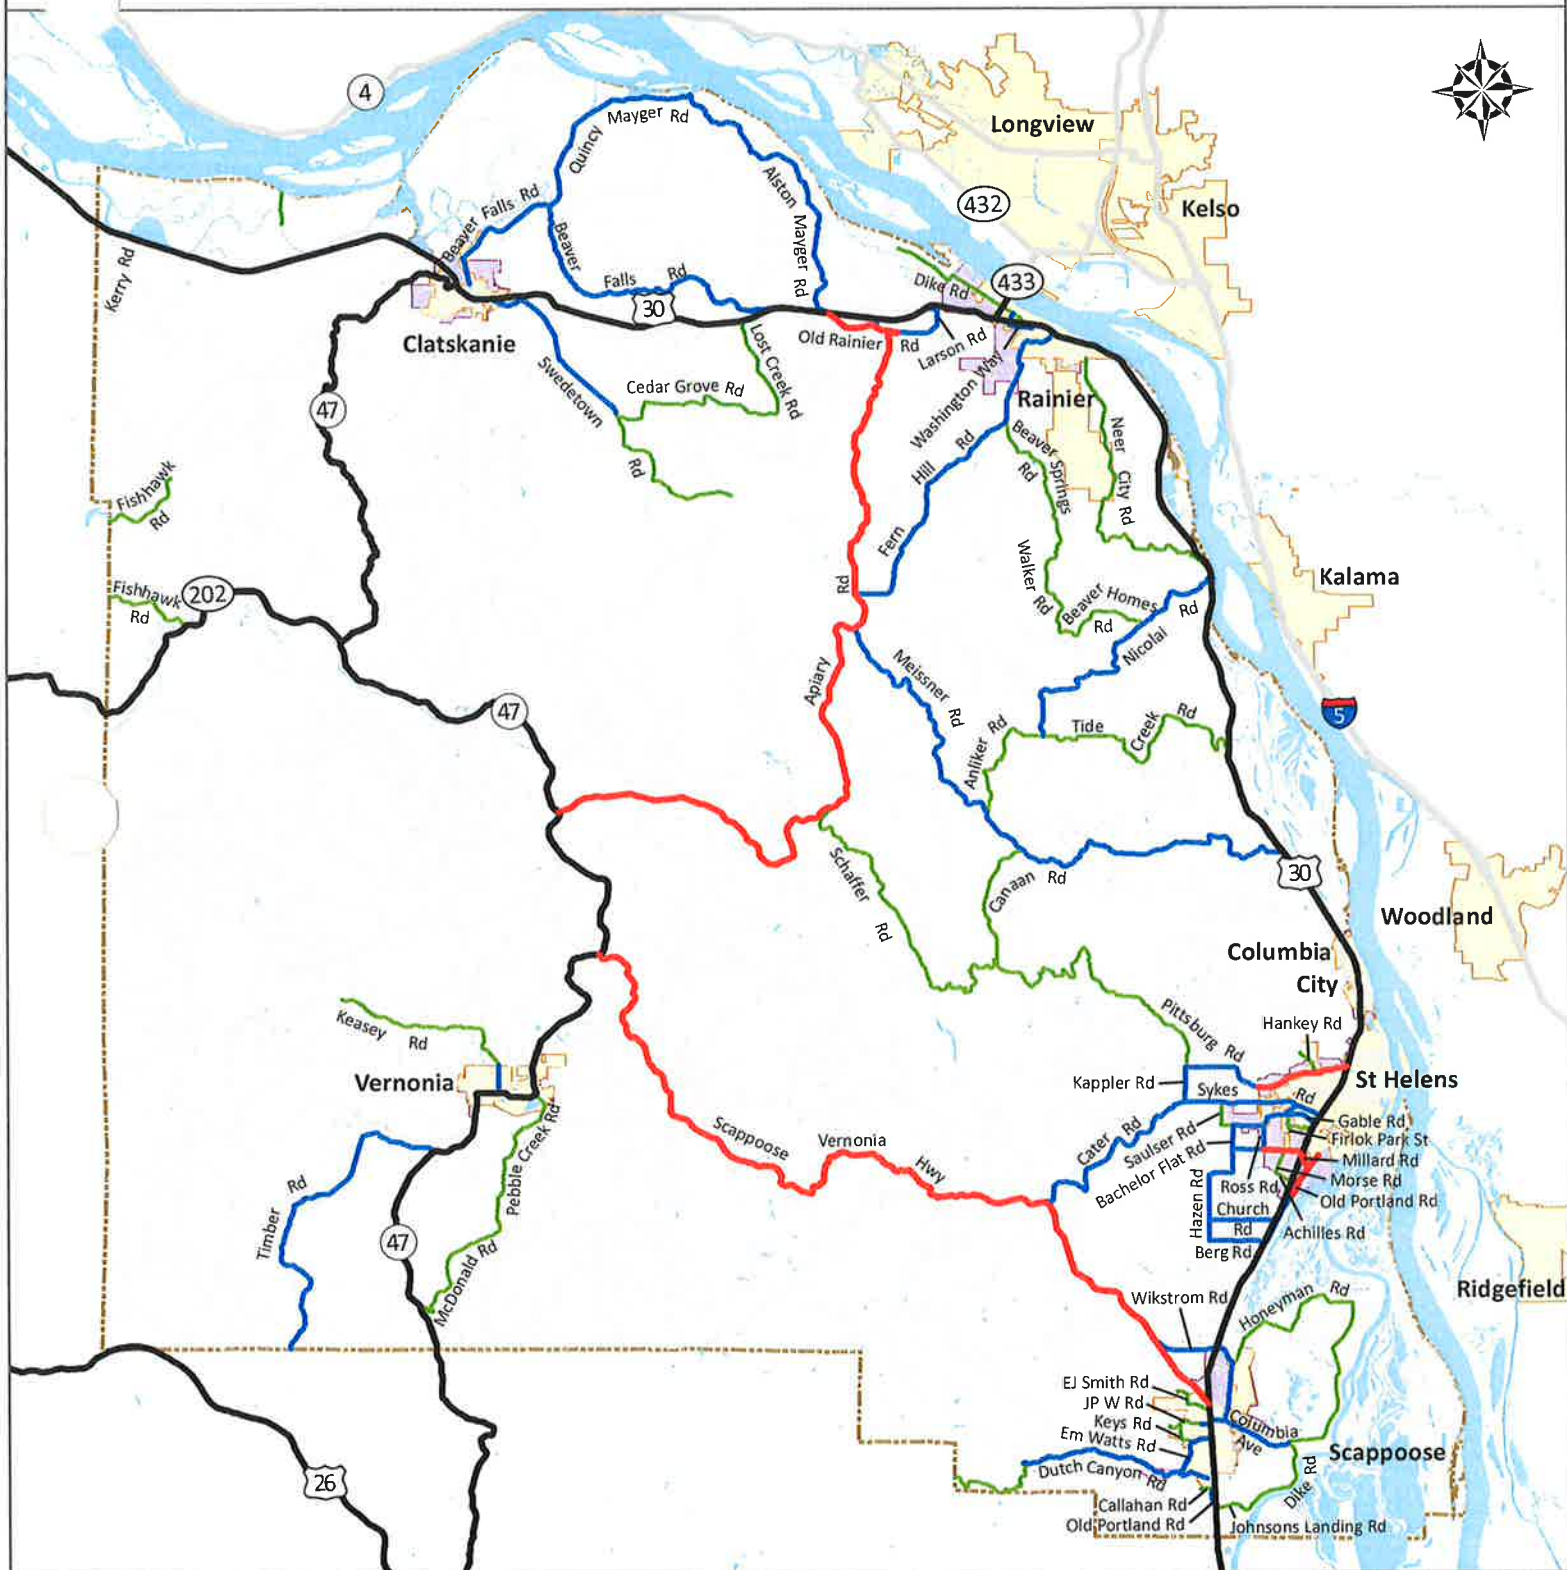 4
Longview
432
Kelso
Mayger Rd
Quincy
Alston Mayger Rd
Beaver Falls Rd
Beaver Falls Rd
Kerry Rd
Dike Rd
433
30
Clatskanie
Old Rainier Rd
Larson Rd
Washington Way
Lost Creek Rd
Cedar Grove Rd
Swedetown Rd
Rainier
47
Neer City Rd
Beaver Springs Rd
Fern Hill Rd
Fishhawk Rd
Fishhawk Rd
202
Walker Rd
Beaver Homes Rd
Nicolai Rd
Kalama
Apiary Rd
Meissner Rd
47
5
Anliker Rd
Tide Creek Rd
Schaffer Rd
Canaan Rd
30
Woodland
Columbia City
Keasey Rd
Pittsburg Rd
Hankey Rd
Vernonia
Kappler Rd
Sykes Rd
St Helens
Gable Rd
Firlok Park St
Millard Rd
Morse Rd
Old Portland Rd
Achilles Rd
Cater Rd
Saulser Rd
Bachelor Flat Rd
Ross Rd
Hazen Rd
Church Rd
Berg Rd
Scappoose Vernonia Hwy
Pebble Creek Rd
Timber Rd
47
McDonald Rd
Ridgefield
Wikstrom Rd
Honeyman Rd
EJ Smith Rd
JP W Rd
Keys Rd
Em Watts Rd
Columbia Ave
Scappoose
Dutch Canyon Rd
Dike Rd
Callahan Rd
Old Portland Rd
Johnsons Landing Rd
26